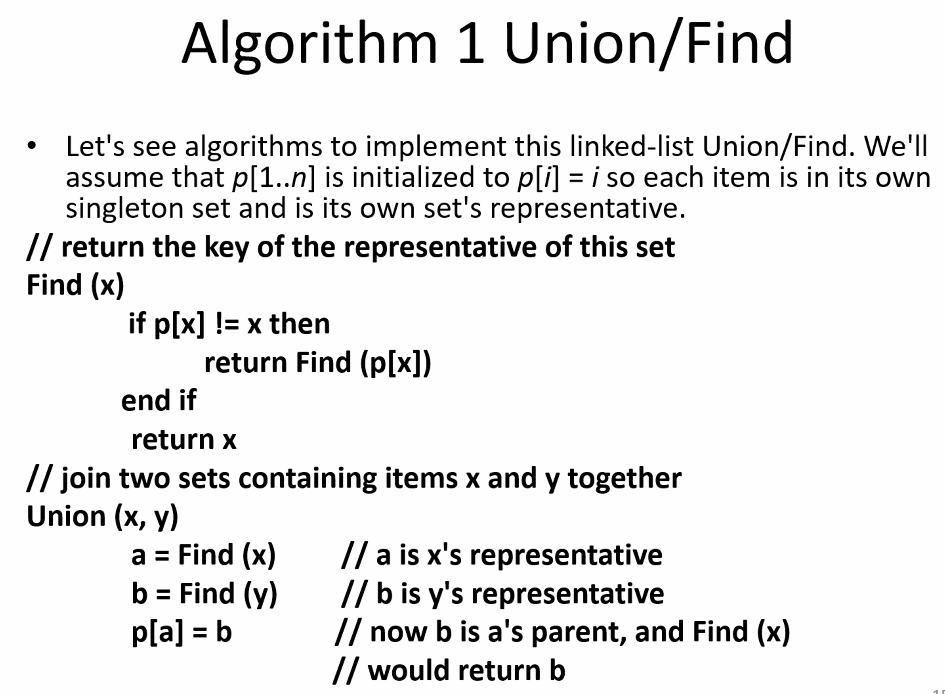 Algorithm 1 Union/Find
• Let's see algorithms to implement this linked-list Union/Find. We'll
assume that p[1..n] is initialized to p[i] = i so each item is in its own
singleton set and is its own set's representative.
// return the key of the representative of this set
Find (x)
if p[x] != x then
return Find (p[x])
end if
return x
// join two sets containing items x and y together
Union (x, y)
a = Find (x) // a is x's representative
b = Find (y) // b is y's representative
p[a] = b // now b is a's parent, and Find (x)
// would return b